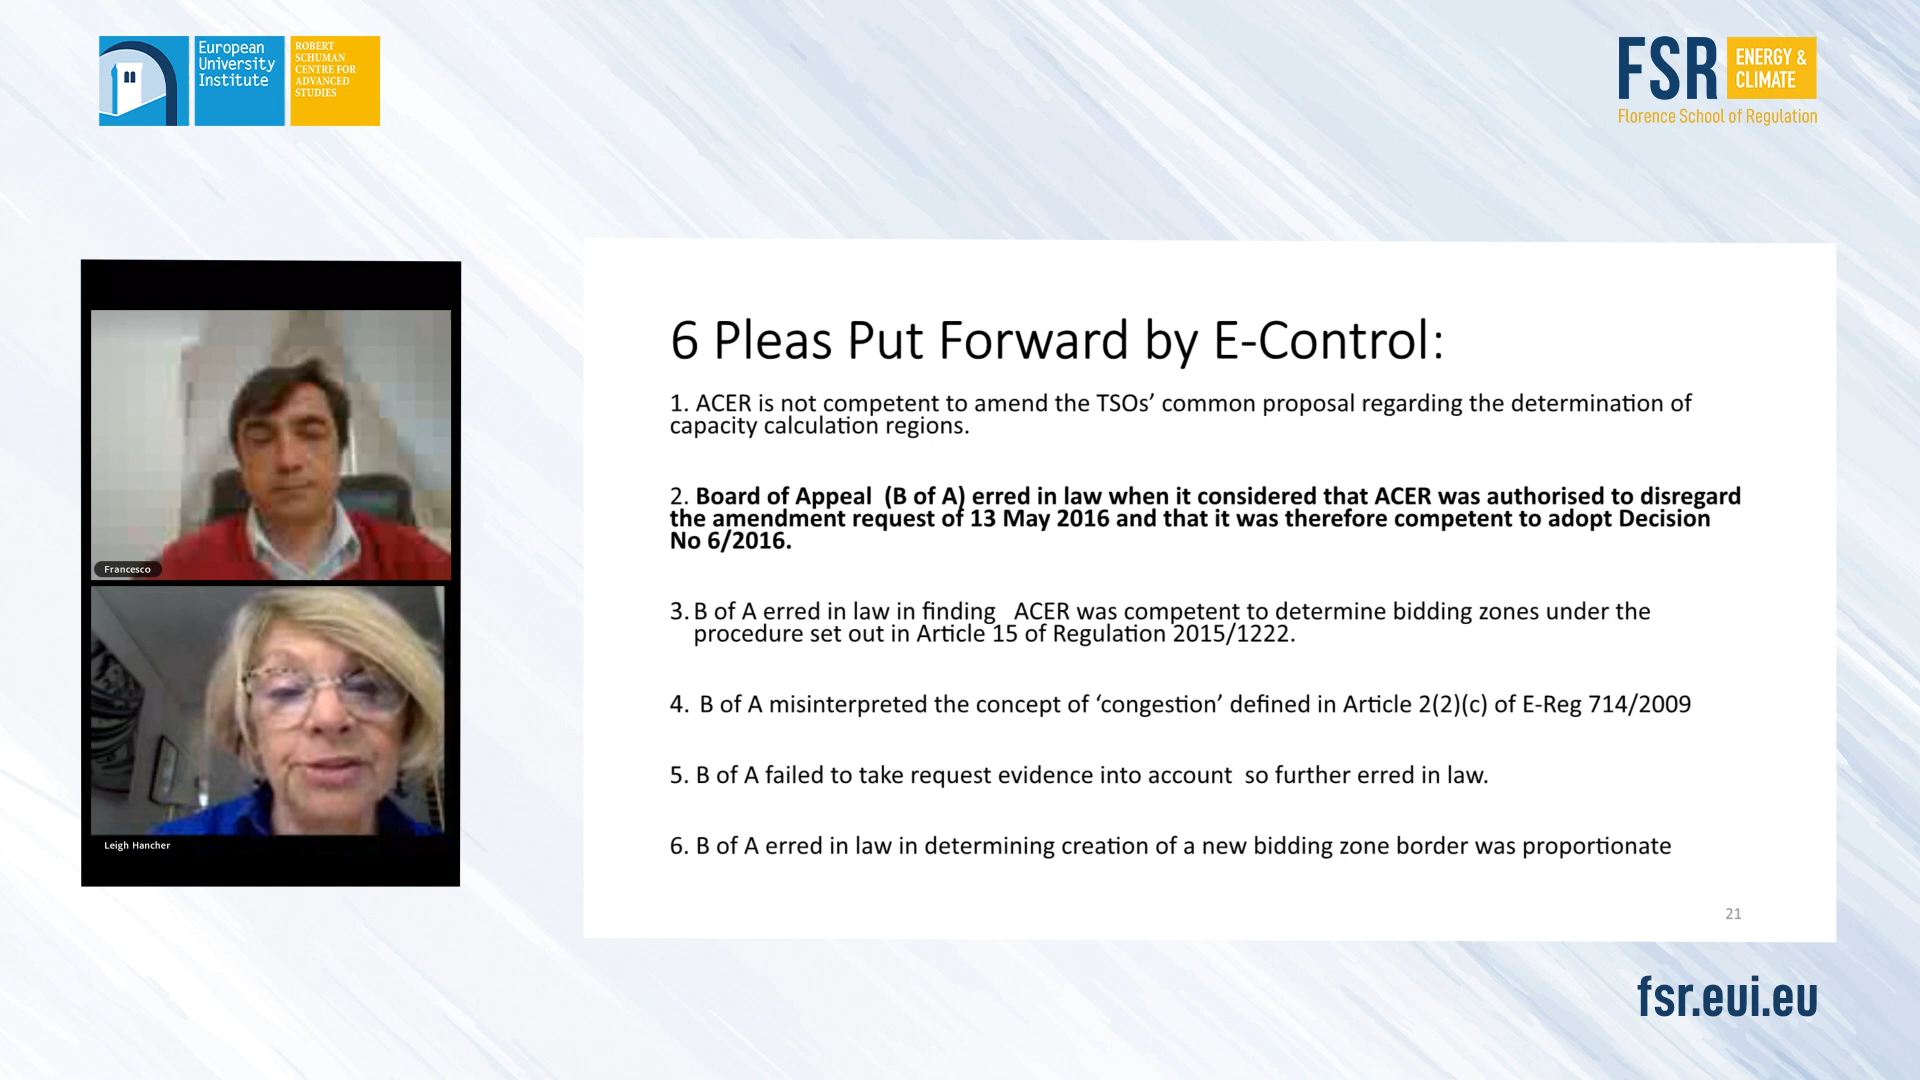 European
University
Institute
ROBERT
SCHUMAN
CENTRE FOR
ADVANCED
STUDIES
FSR
ENERGY &
CLIMATE
Florence School of Regulation
Francesco
Leigh Hancher
6 Pleas Put Forward by E-Control:
1. ACER is not competent to amend the TSOs’ common proposal regarding the determination of
capacity calculation regions.
2. Board of Appeal (B of A) erred in law when it considered that ACER was authorised to disregard
the amendment request of 13 May 2016 and that it was therefore competent to adopt Decision
No 6/2016.
3. B of A erred in law in finding ACER was competent to determine bidding zones under the
procedure set out in Article 15 of Regulation 2015/1222.
4. B of A misinterpreted the concept of ‘congestion’ defined in Article 2(2)(c) of E-Reg 714/2009
5. B of A failed to take request evidence into account so further erred in law.
6. B of A erred in law in determining creation of a new bidding zone border was proportionate
21
fsr.eui.eu